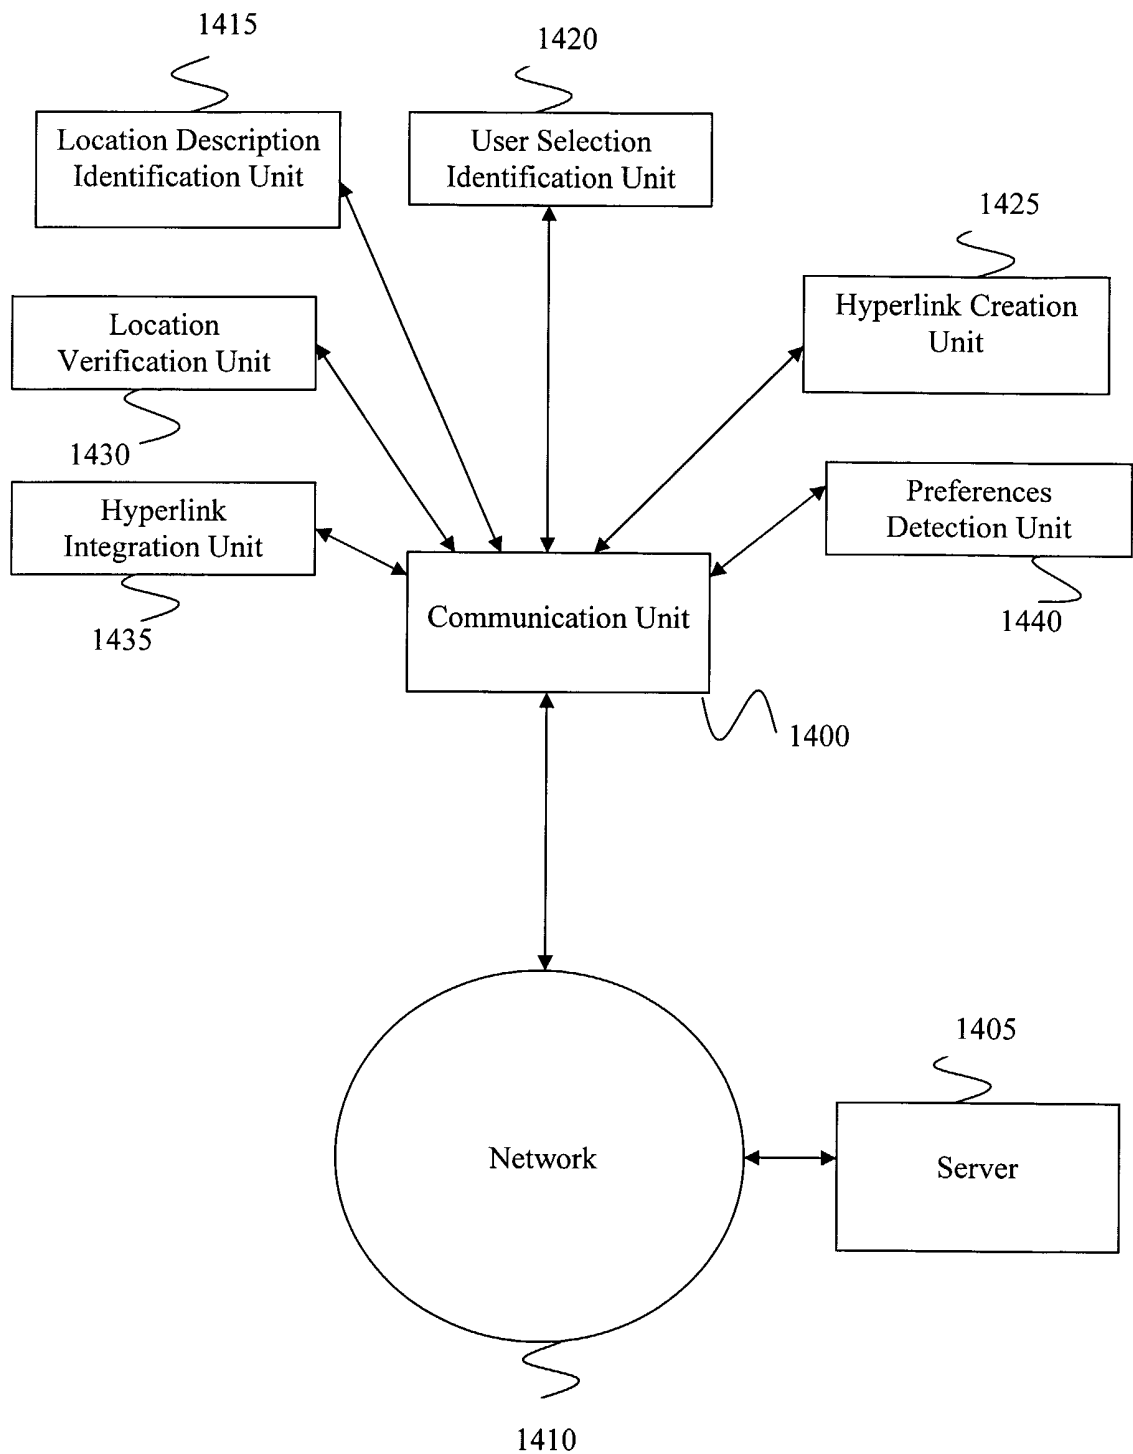 1415
1420
Location Description
Identification Unit
User Selection
Identification Unit
1425
Hyperlink Creation
Unit
Location
Verification Unit
1430
Hyperlink
Integration Unit
1435
Preferences
Detection Unit
1440
Communication Unit
1400
1405
Network
Server
1410